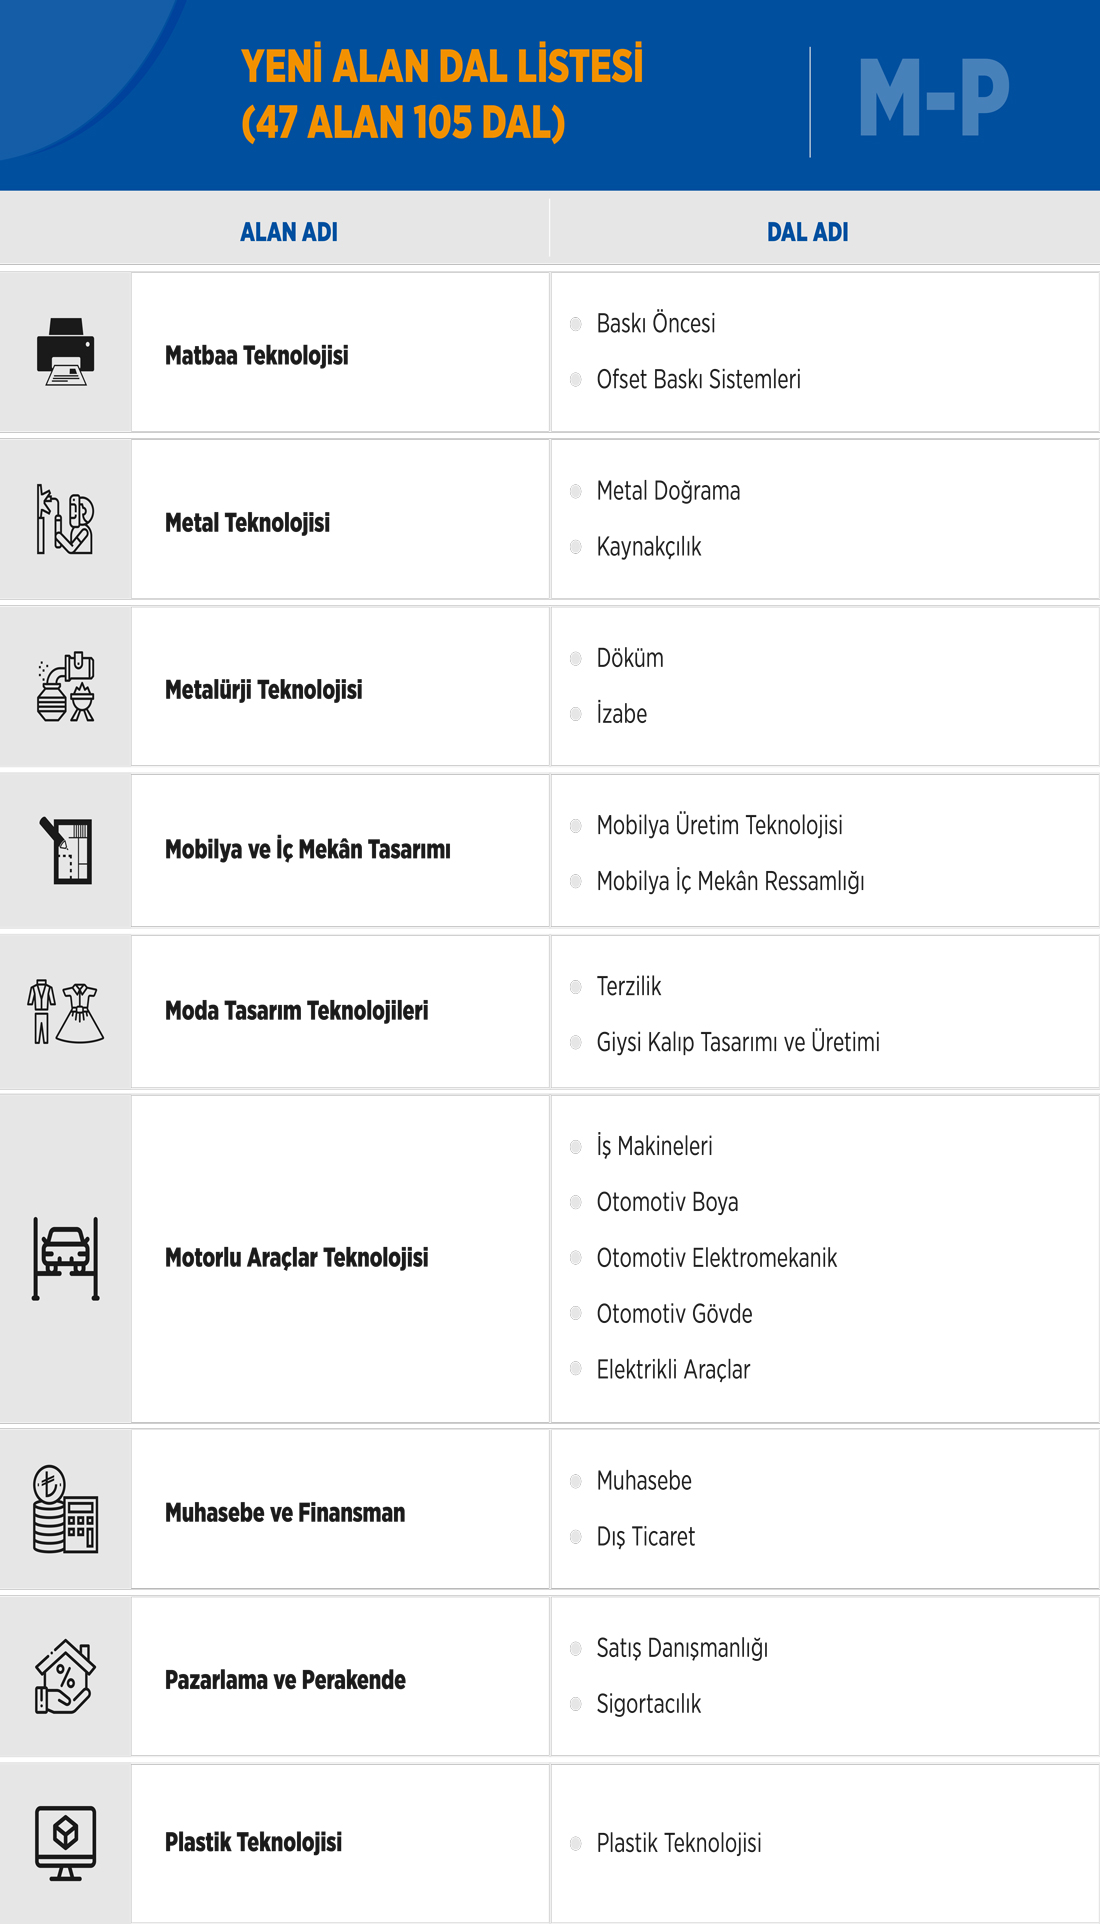 YENİ ALAN DAL LİSTESİ
(47 ALAN 105 DAL)
M-P
ALAN ADI
DAL ADI
Matbaa Teknolojisi
Baskı Öncesi
Ofset Baskı Sistemleri
Metal Teknolojisi
Metal Doğrama
Kaynakçılık
Metalürji Teknolojisi
Döküm
İzabe
Mobilya ve İç Mekân Tasarımı
Mobilya Üretim Teknolojisi
Mobilya İç Mekân Ressamlığı
Moda Tasarım Teknolojileri
Terzilik
Giysi Kalıp Tasarımı ve Üretimi
Motorlu Araçlar Teknolojisi
İş Makineleri
Otomotiv Boya
Otomotiv Elektromekanik
Otomotiv Gövde
Elektrikli Araçlar
Muhasebe ve Finansman
Muhasebe
Dış Ticaret
Pazarlama ve Perakende
Satış Danışmanlığı
Sigortacılık
Plastik Teknolojisi
Plastik Teknolojisi